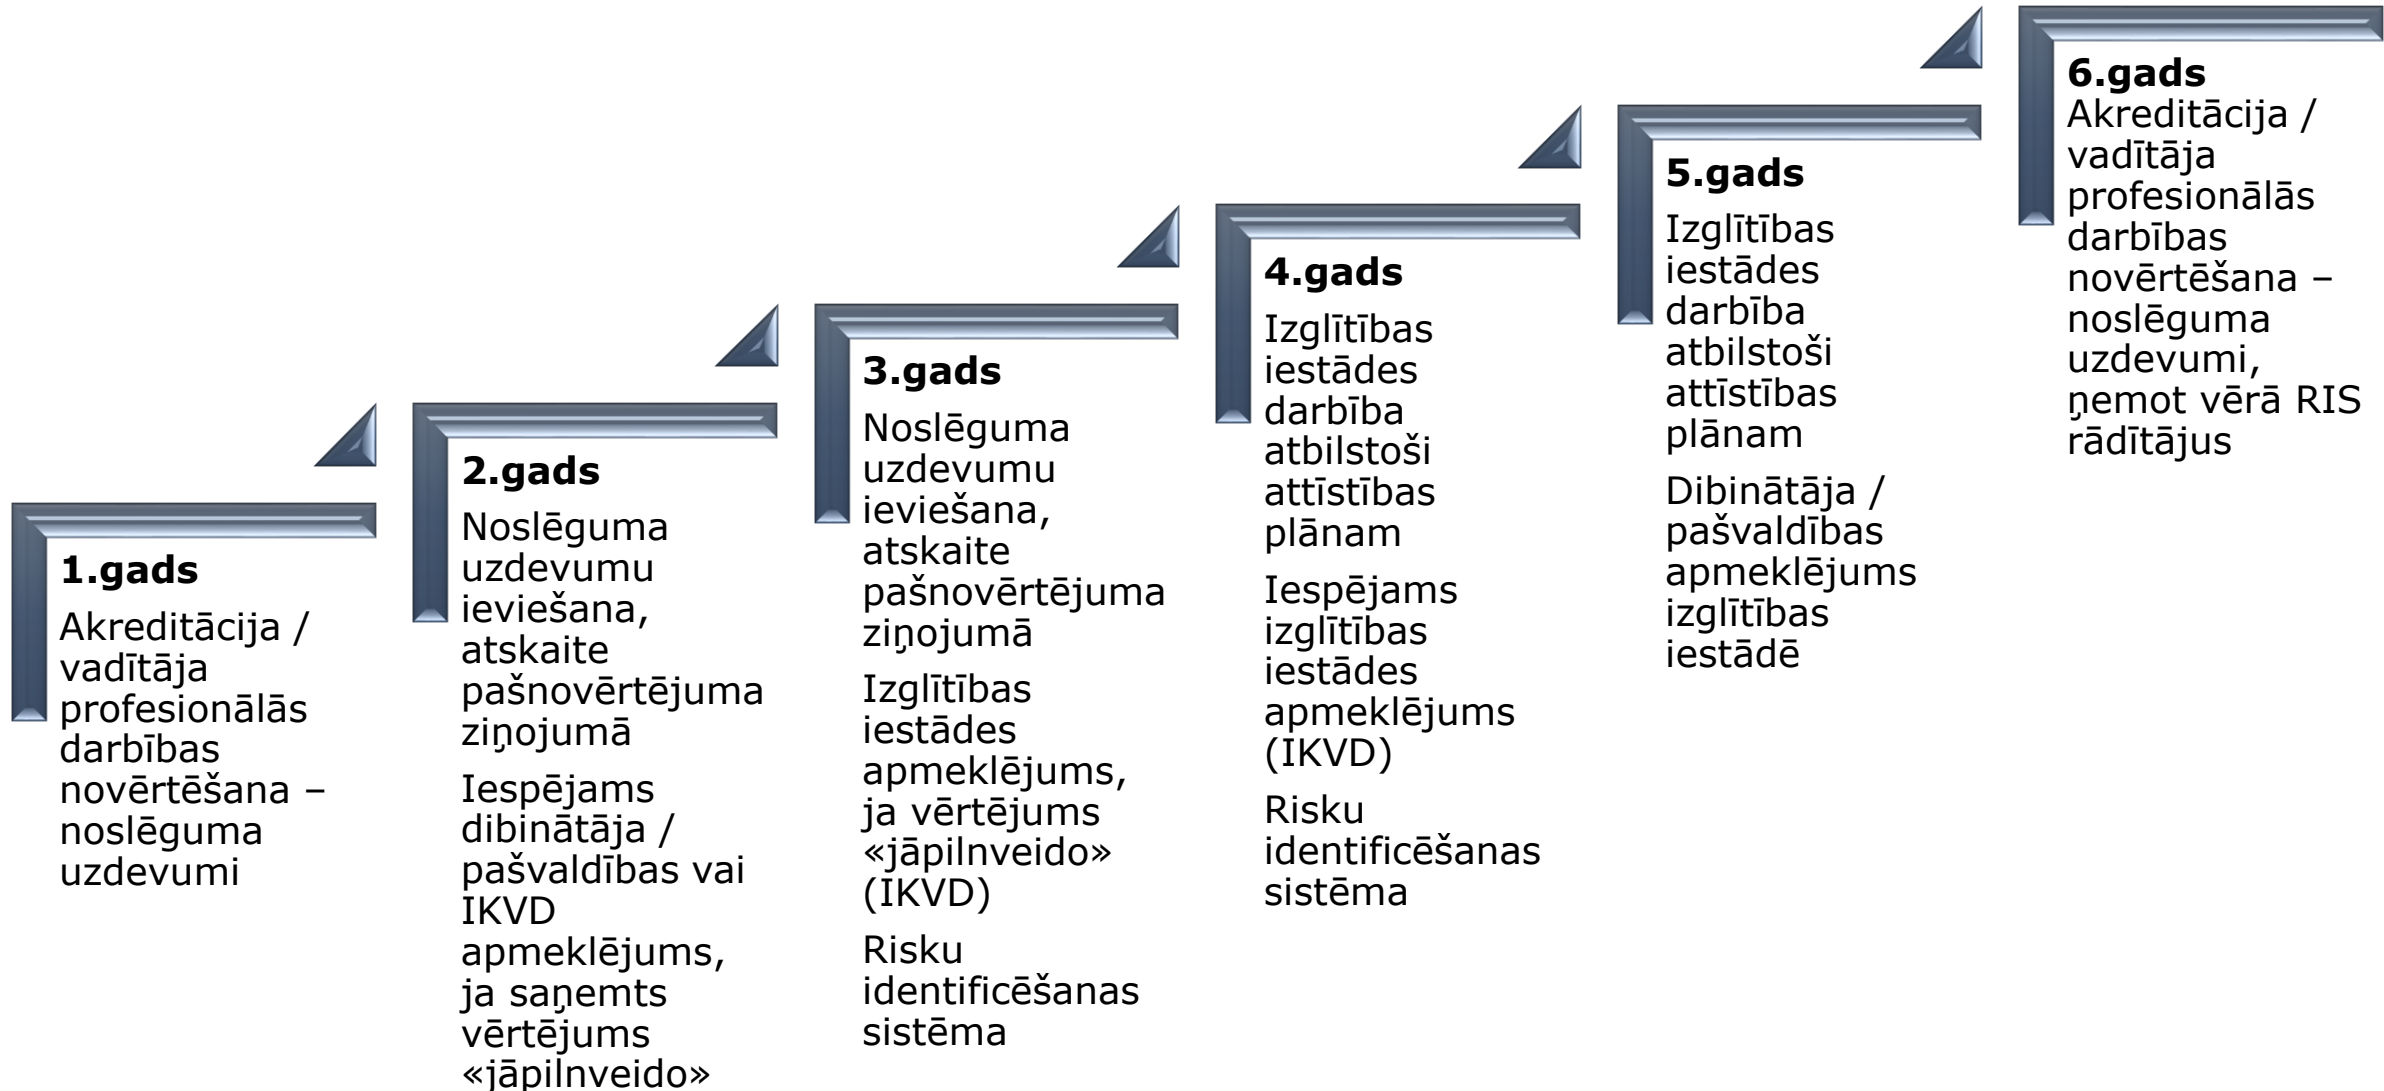 1.gads
Akreditācija /
vadītāja
profesionālās
darbības
novērtēšana –
noslēguma
uzdevumi
2.gads
Noslēguma
uzdevumu
ieviešana,
atskaite
pašnovērtējuma
ziņojumā
Iespējams
dibinātāja /
pašvaldības vai
IKVD
apmeklējums,
ja saņemts
vērtējums
«jāpilnveido»
3.gads
Noslēguma
uzdevumu
ieviešana,
atskaite
pašnovērtējuma
ziņojumā
Izglītības
iestādes
apmeklējums,
ja vērtējums
«jāpilnveido»
(IKVD)
Risku
identificēšanas
sistēma
4.gads
Izglītības
iestādes
darbība
atbilstoši
attīstības
plānam
Iespējams
izglītības
iestādes
apmeklējums
(IKVD)
Risku
identificēšanas
sistēma
5.gads
Izglītības
iestādes
darbība
atbilstoši
attīstības
plānam
Dibinātāja /
pašvaldības
apmeklējums
izglītības
iestādē
6.gads
Akreditācija /
vadītāja
profesionālās
darbības
novērtēšana –
noslēguma
uzdevumi,
ņemot vērā RIS
rādītājus